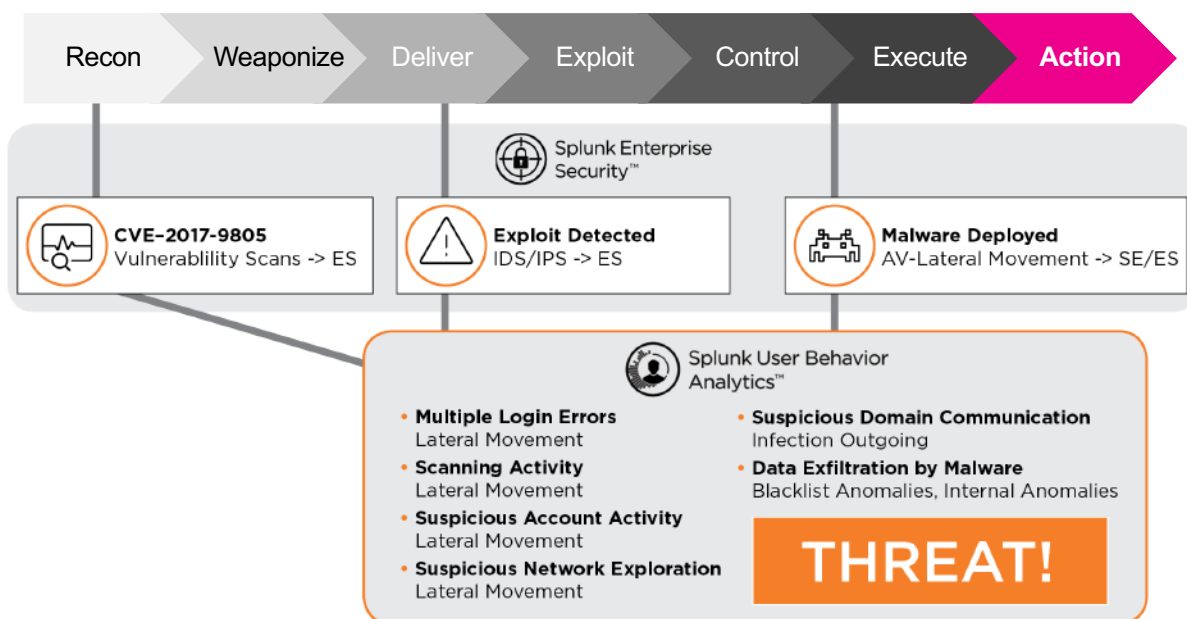 Recon Weaponize Deliver Exploit Control Execute Action
Splunk Enterprise
Security™
CVE–2017-9805
Vulnerablility Scans -> ES
Exploit Detected
IDS/IPS -> ES
Malware Deployed
AV-Lateral Movement -> SE/ES
Splunk User Behavior
Analytics™
• Multiple Login Errors
Lateral Movement
• Scanning Activity
Lateral Movement
• Suspicious Account Activity
Lateral Movement
• Suspicious Network Exploration
Lateral Movement
• Suspicious Domain Communication
Infection Outgoing
• Data Exfiltration by Malware
Blacklist Anomalies, Internal Anomalies
THREAT!